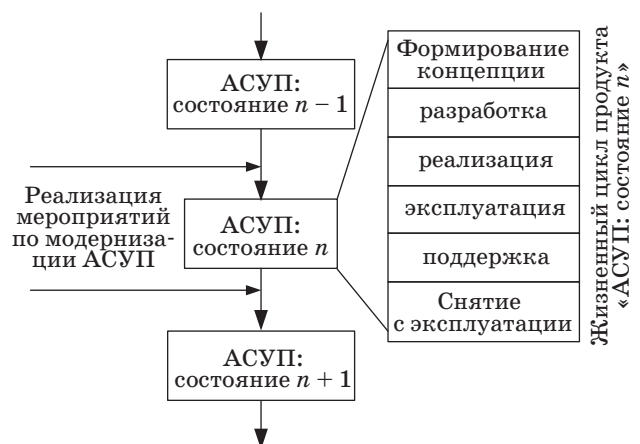 АСУП:
состояние n – 1
Реализация
мероприятий
по модерниза-
ции АСУП
АСУП:
состояние n
АСУП:
состояние n + 1
Формирование
концепции
разработка
реализация
эксплуатация
поддержка
Снятие
с эксплуатации
Жизненный цикл продукта
«АСУП: состояние n»